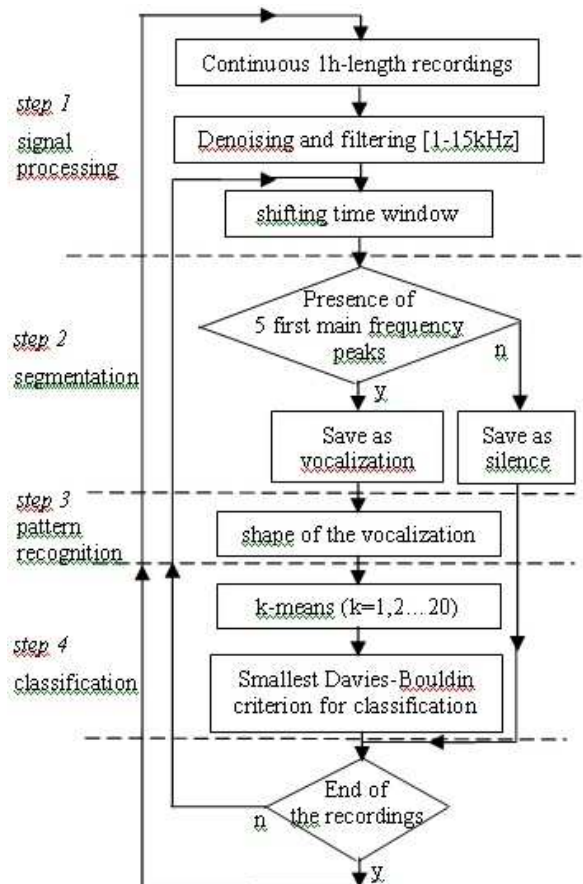 Continuous 1h-length recordings
step 1
signal
processing
Denoising and filtering [1-15kHz]
shifting time window
Presence of
5 first main frequency
peaks
n
y
step 2
segmentation
Save as
vocalization
Save as
silence
step 3
pattern
recognition
shape of the vocalization
k-means (k=1,2...20)
step 4
classification
Smallest Davies-Bouldin
criterion for classification
End of
the recordings
n
y